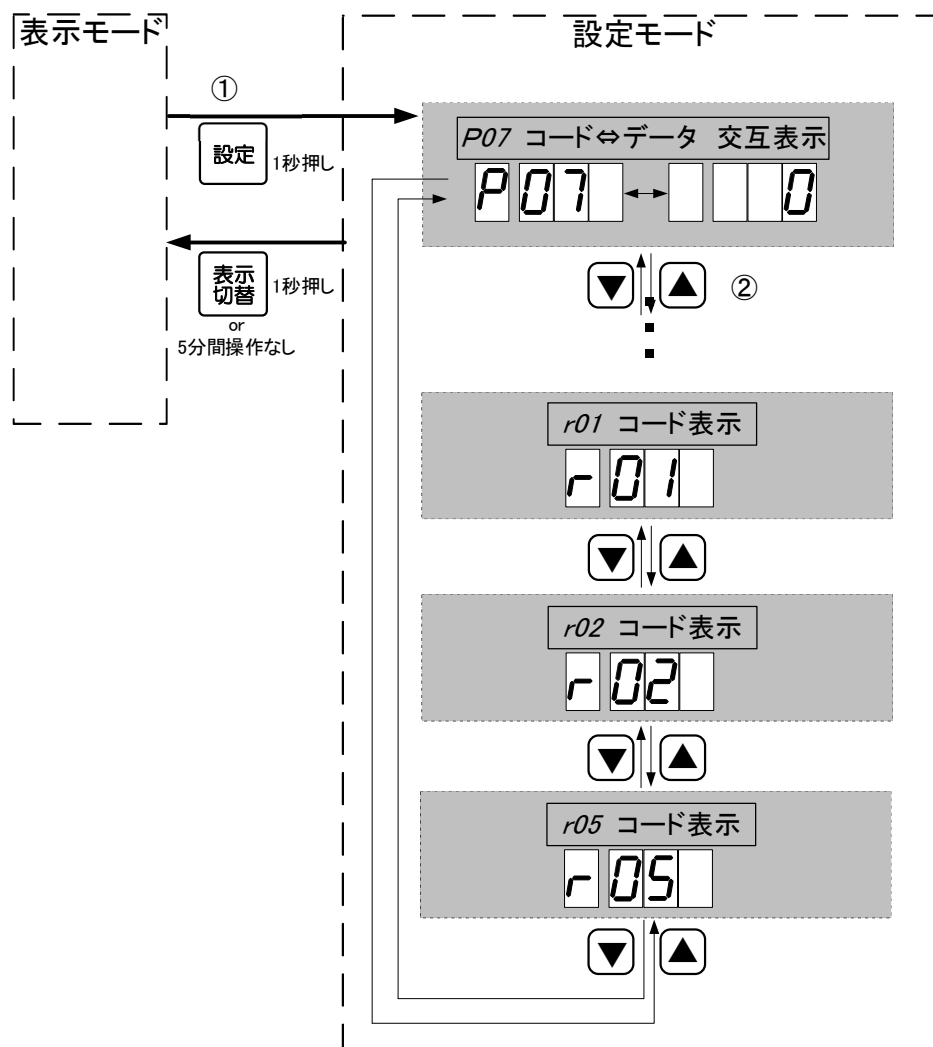 表示モード
設定モード
①
設定
1秒押し
表示
切替
1秒押し
or
5分間操作なし
P07 コード⇔データ 交互表示
P07 0
▼ ▲ ②
r01 コード表示
r01
▼ ▲
r02 コード表示
r02
▼ ▲
r05 コード表示
r05
▼ ▲